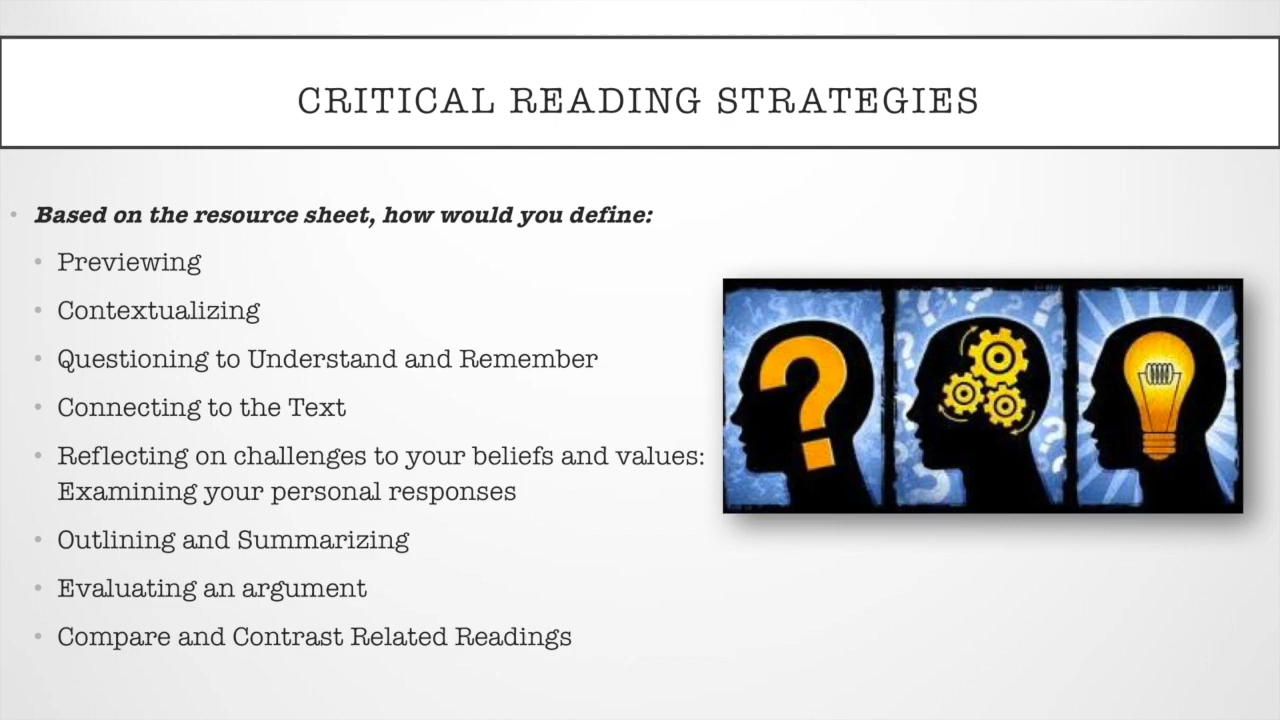 CRITICAL READING STRATEGIES
Based on the resource sheet, how would you define:
Previewing
Contextualizing
Questioning to Understand and Remember
Connecting to the Text
Reflecting on challenges to your beliefs and values:
Examining your personal responses
Outlining and Summarizing
Evaluating an argument
Compare and Contrast Related Readings